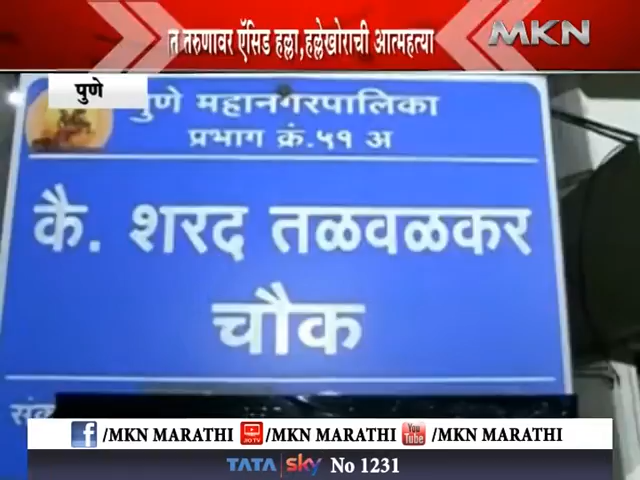 त तरुणावर ऍसिड हल्ला,हल्लेखोराची आत्महत्या
MKN
पुणे
पुणे महानगरपालिका
प्रभाग क्रं.५१ अ
कै. शरद तळवळकर
चौक
/MKN MARATHI /MKN MARATHI /MKN MARATHI
TATA sky No 1231